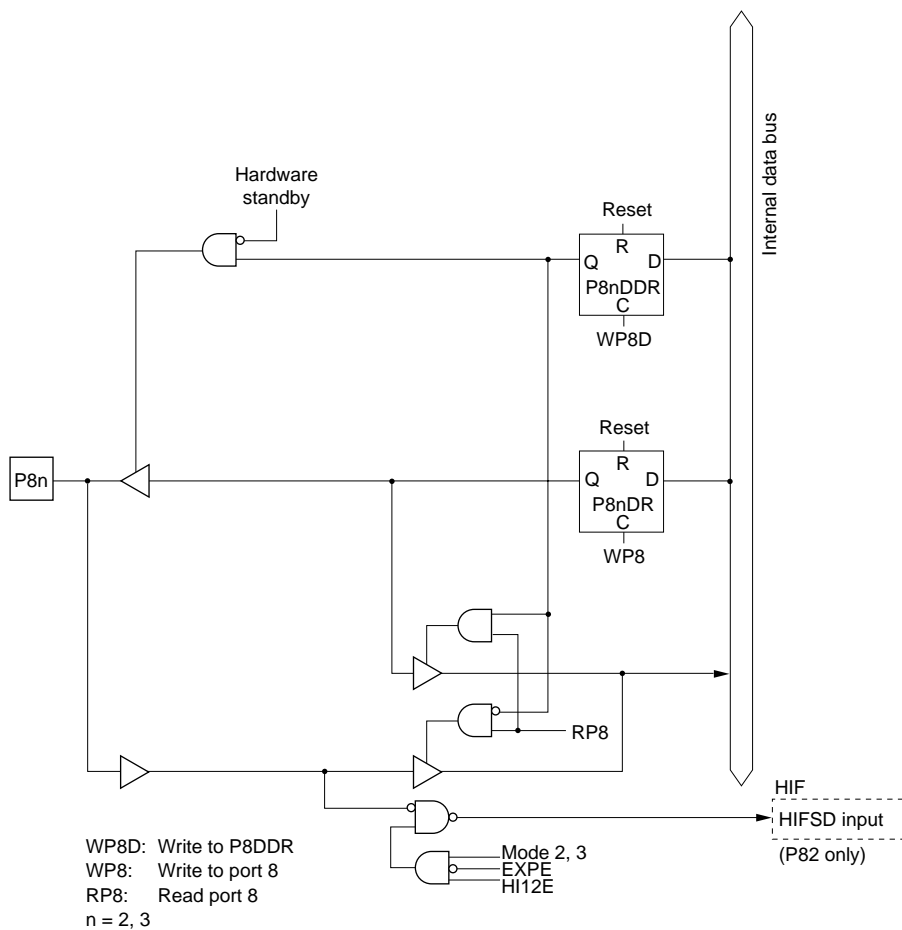 Hardware
standby
Reset
R
Q
D
P8nDDR
C
WP8D
Internal data bus
Reset
R
P8n
Q
D
P8nDR
C
WP8
RP8
HIF
HIFSD input
(P82 only)
Mode 2, 3
EXPE
HI12E
WP8D: Write to P8DDR
WP8: Write to port 8
RP8: Read port 8
n = 2, 3